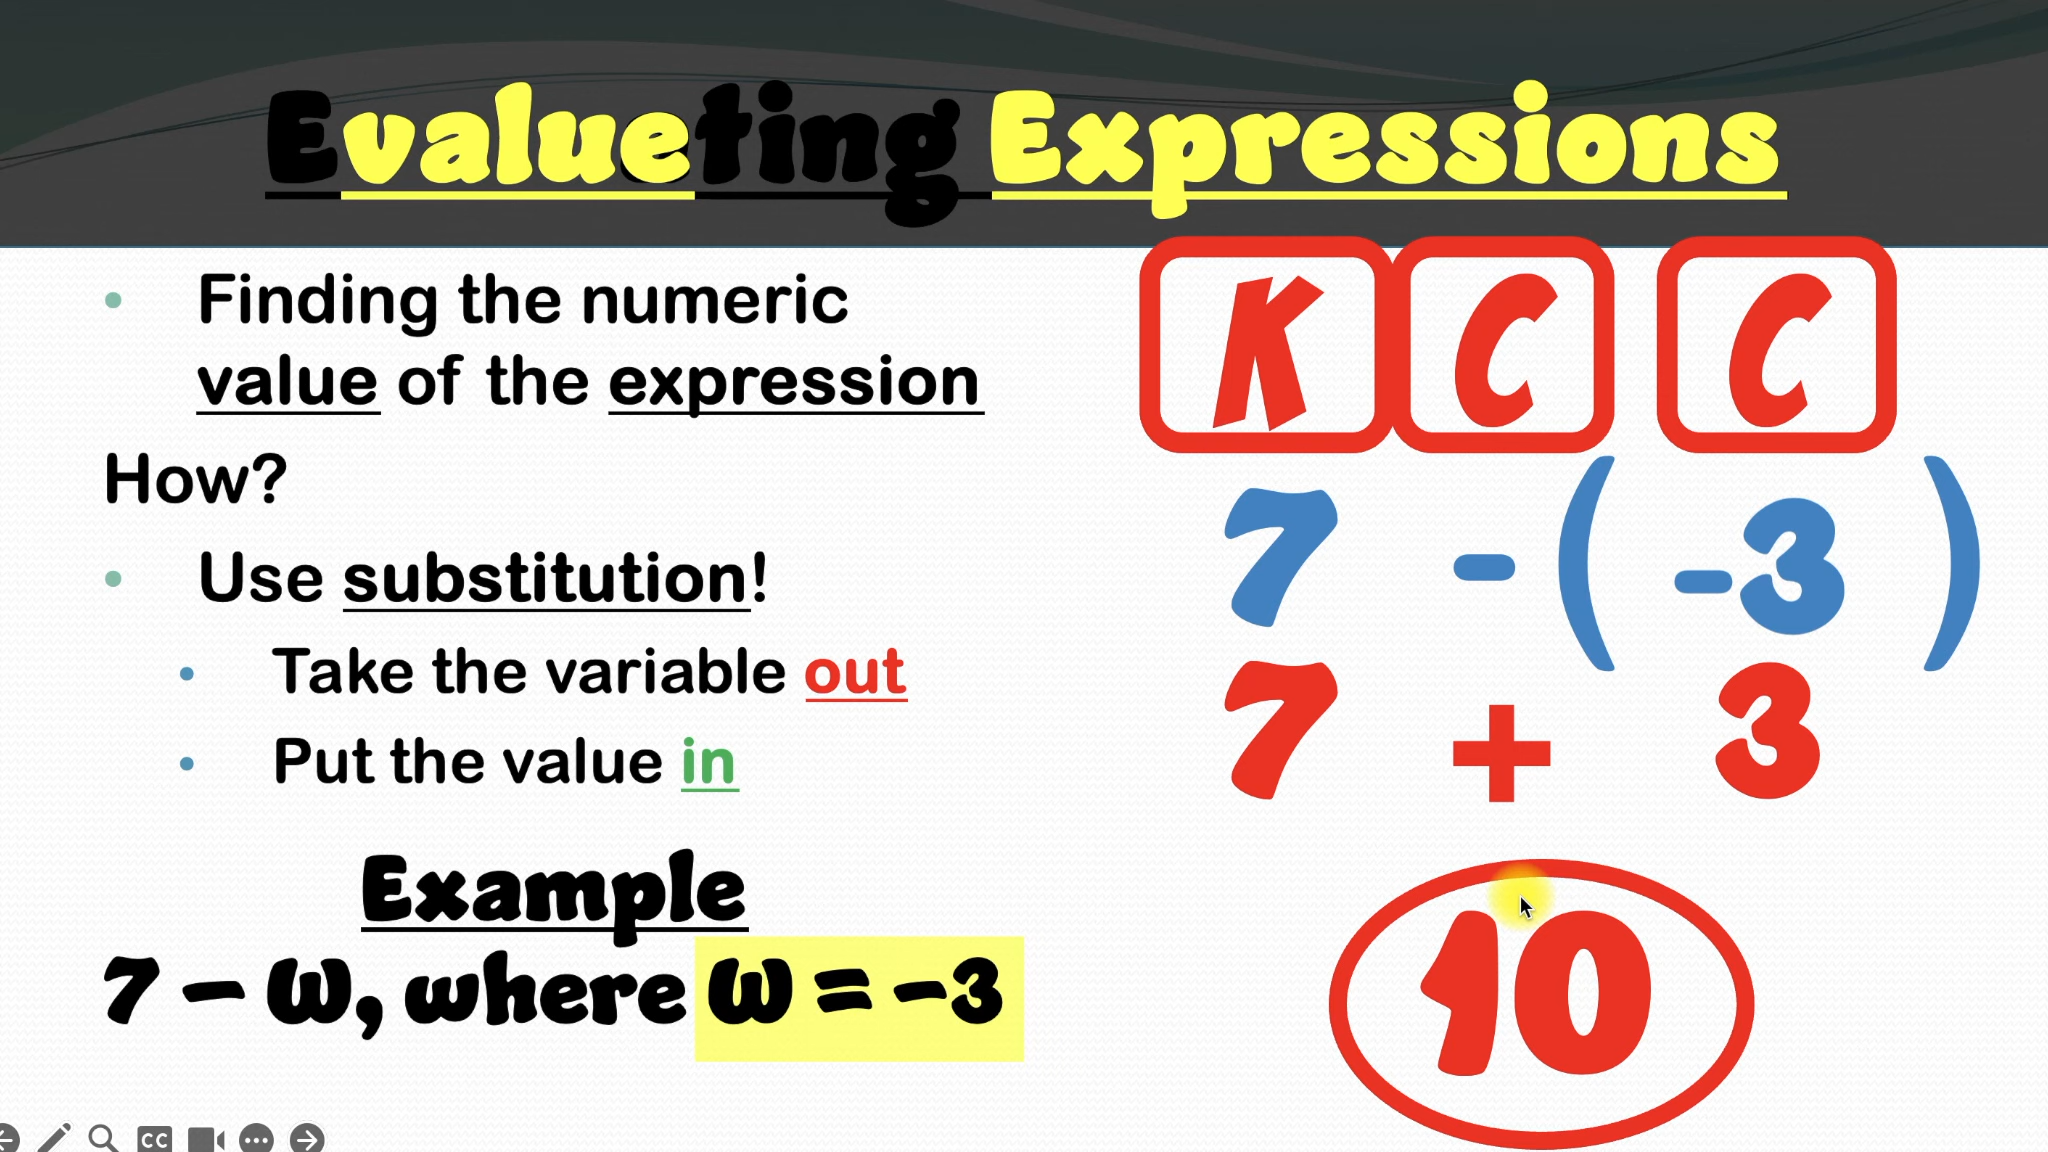 Evalueting Expressions
Finding the numeric
value of the expression
How?
Use substitution!
Take the variable out
Put the value in
Example
7 – W, where W = –3
K C C
7 - ( -3 )
7 + 3
10
CC